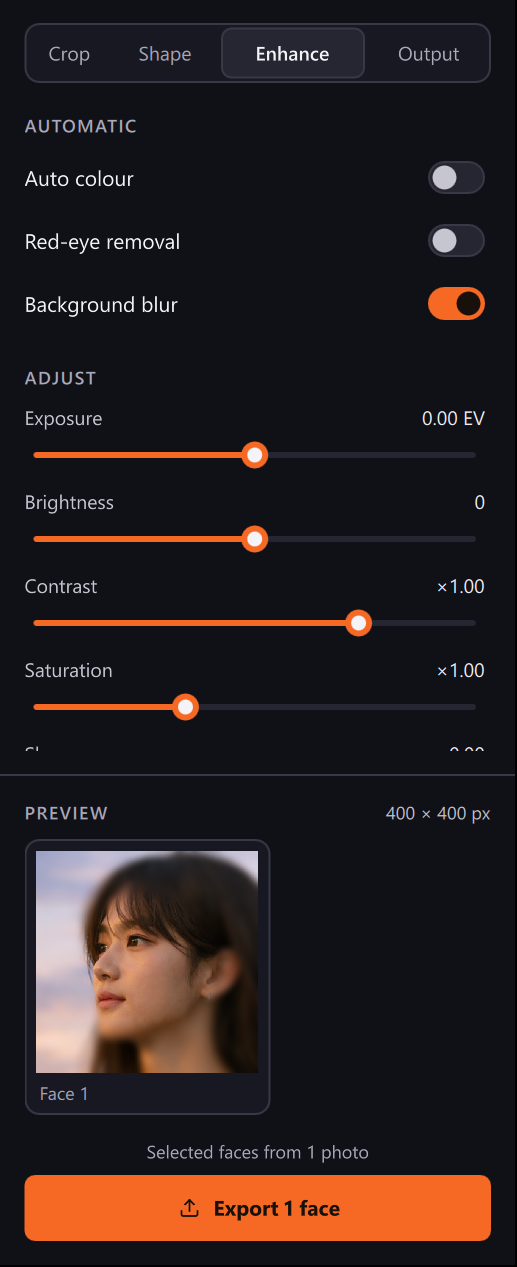 Crop Shape Enhance Output
AUTOMATIC
Auto colour
Red-eye removal
Background blur
ADJUST
Exposure 0.00 EV
Brightness 0
Contrast ×1.00
Saturation ×1.00
PREVIEW 400 × 400 px
Face 1
Selected faces from 1 photo
Export 1 face